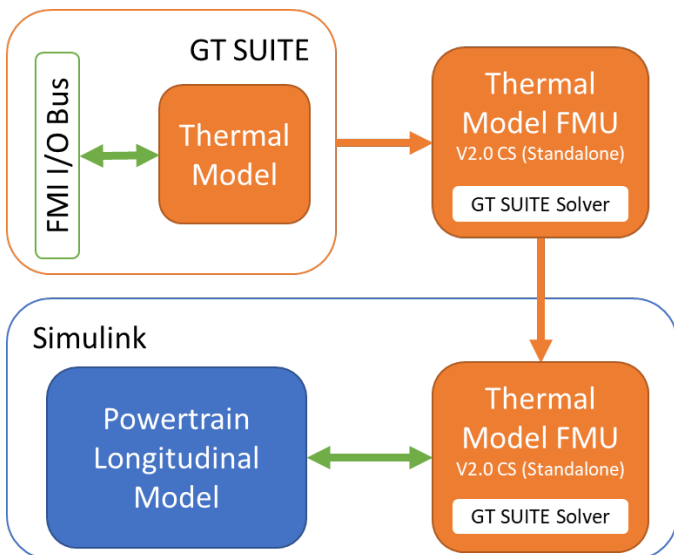 GT SUITE
FMI I/O Bus
Thermal
Model
Thermal
Model FMU
V2.0 CS (Standalone)
GT SUITE Solver
Simulink
Powertrain
Longitudinal
Model
Thermal
Model FMU
V2.0 CS (Standalone)
GT SUITE Solver